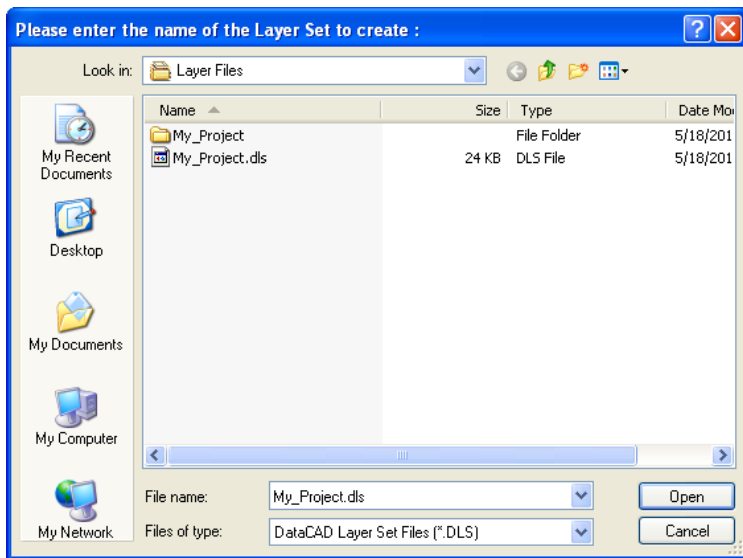 Please enter the name of the Layer Set to create :
Look in: Layer Files
Name Size Type Date Mo
My_Project File Folder 5/18/201
My_Project.dls 24 KB DLS File 5/18/201
My Recent
Documents
Desktop
My Documents
My Computer
My Network
File name: My_Project.dls Open
Files of type: DataCAD Layer Set Files (*.DLS) Cancel